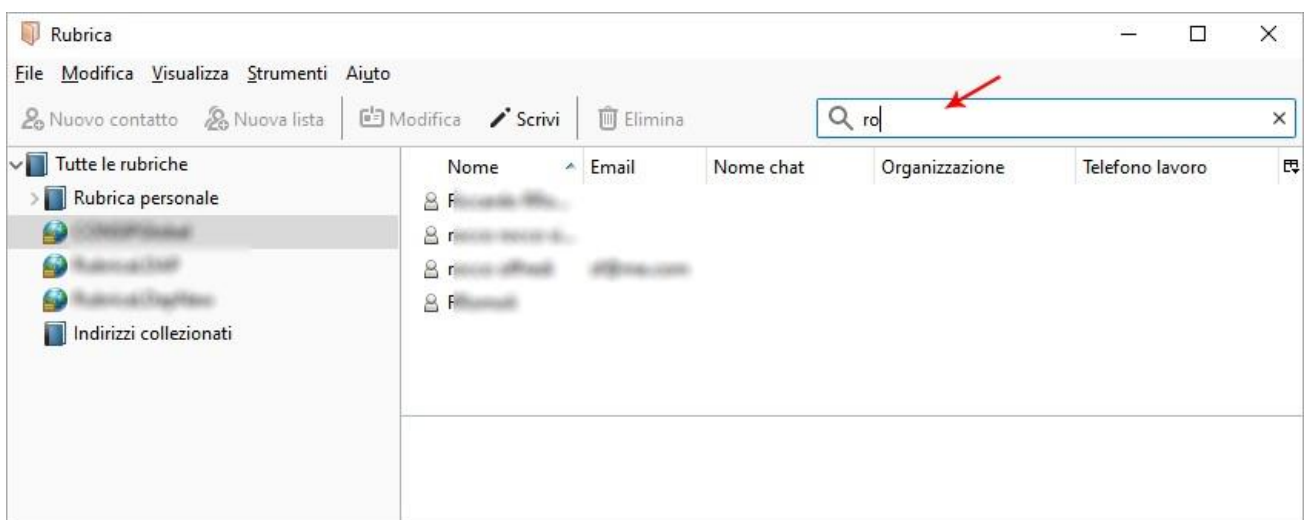 Rubrica
File Modifica Visualizza Strumenti Aiuto
Nuovo contatto Nuova lista Modifica Scrivi Elimina ro
Tutte le rubriche Nome Email Nome chat Organizzazione Telefono lavoro
Rubrica personale
Indirizzi collezionati